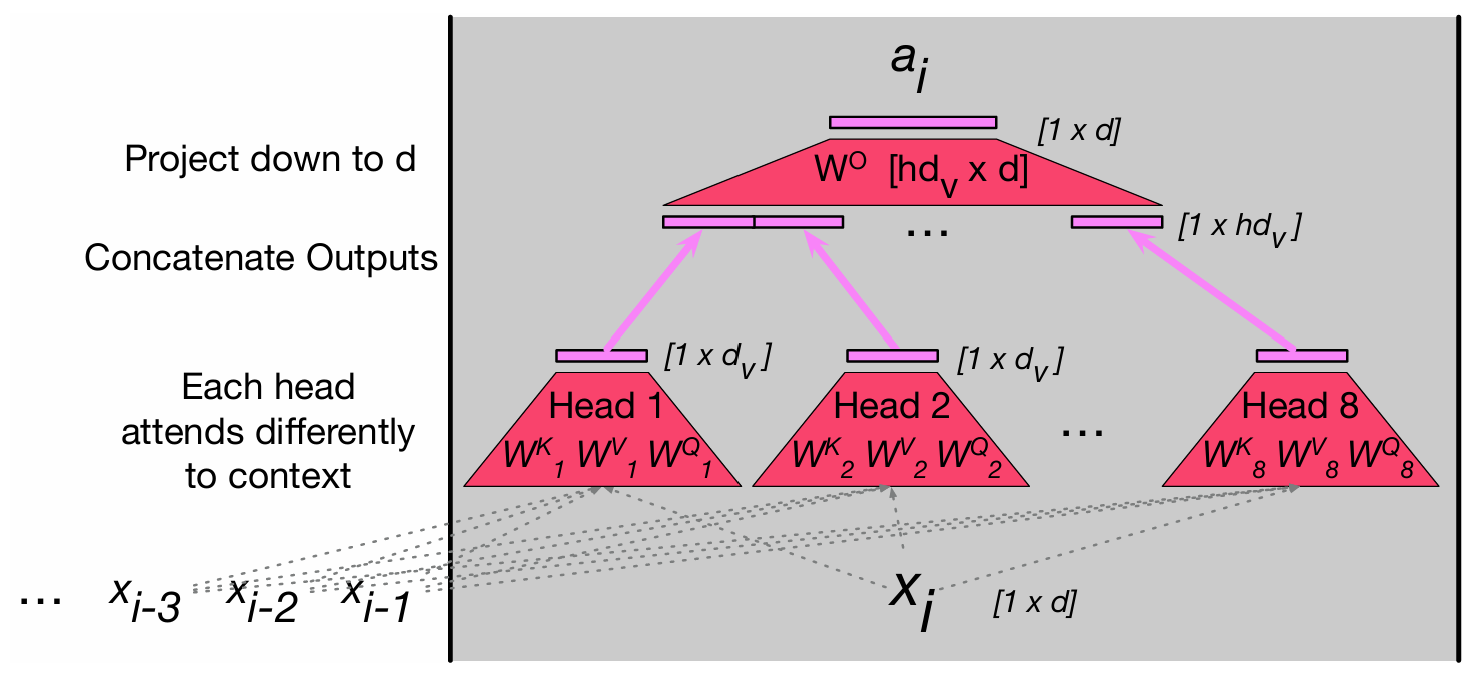 a_i
[1 x d]
Project down to d
W^O [hd_v x d]
[1 x hd_v]
...
Concatenate Outputs
[1 x d_v]
[1 x d_v]
Each head
attends differently
to context
Head 1
W^K_1 W^V_1 W^Q_1
Head 2
W^K_2 W^V_2 W^Q_2
...
Head 8
W^K_8 W^V_8 W^Q_8
... x_i-3 x_i-2 x_i-1
x_i [1 x d]